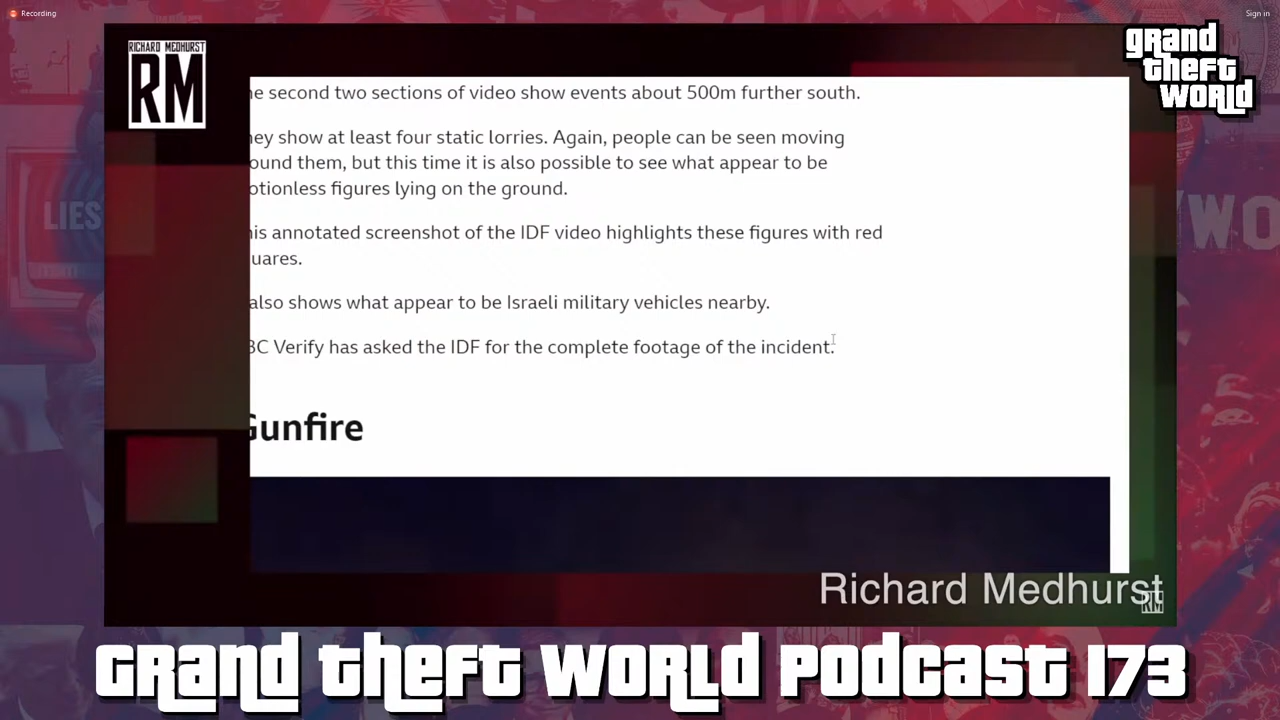 Recording
Sign in
RICHARD MEDHURST
RM
grand
theft
WORLD
LIES
he second two sections of video show events about 500m further south.
hey show at least four static lorries. Again, people can be seen moving
ound them, but this time it is also possible to see what appear to be
otionless figures lying on the ground.
his annotated screenshot of the IDF video highlights these figures with red
uares.
also shows what appear to be Israeli military vehicles nearby.
BC Verify has asked the IDF for the complete footage of the incident.
Gunfire
Richard Medhurst
RM
GRAND THEFT WORLD PODCAST 173